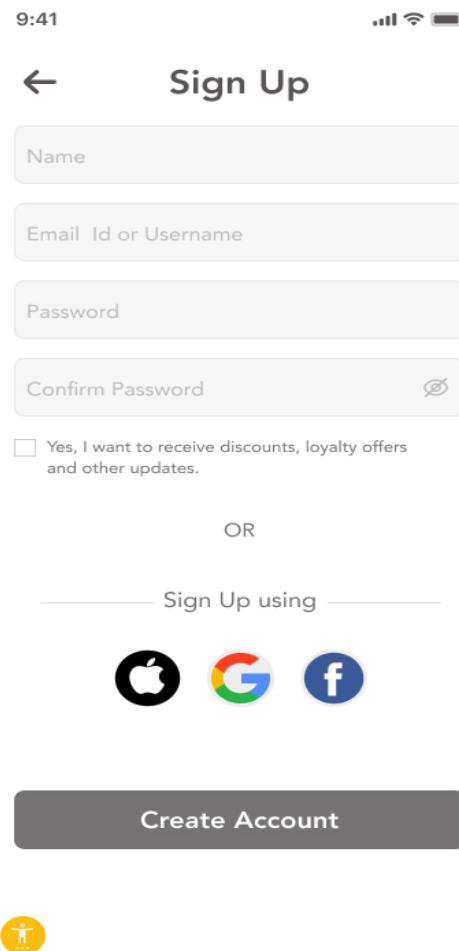 9:41
Sign Up
Name
Email Id or Username
Password
Confirm Password
Yes, I want to receive discounts, loyalty offers
and other updates.
OR
Sign Up using
G
f
Create Account